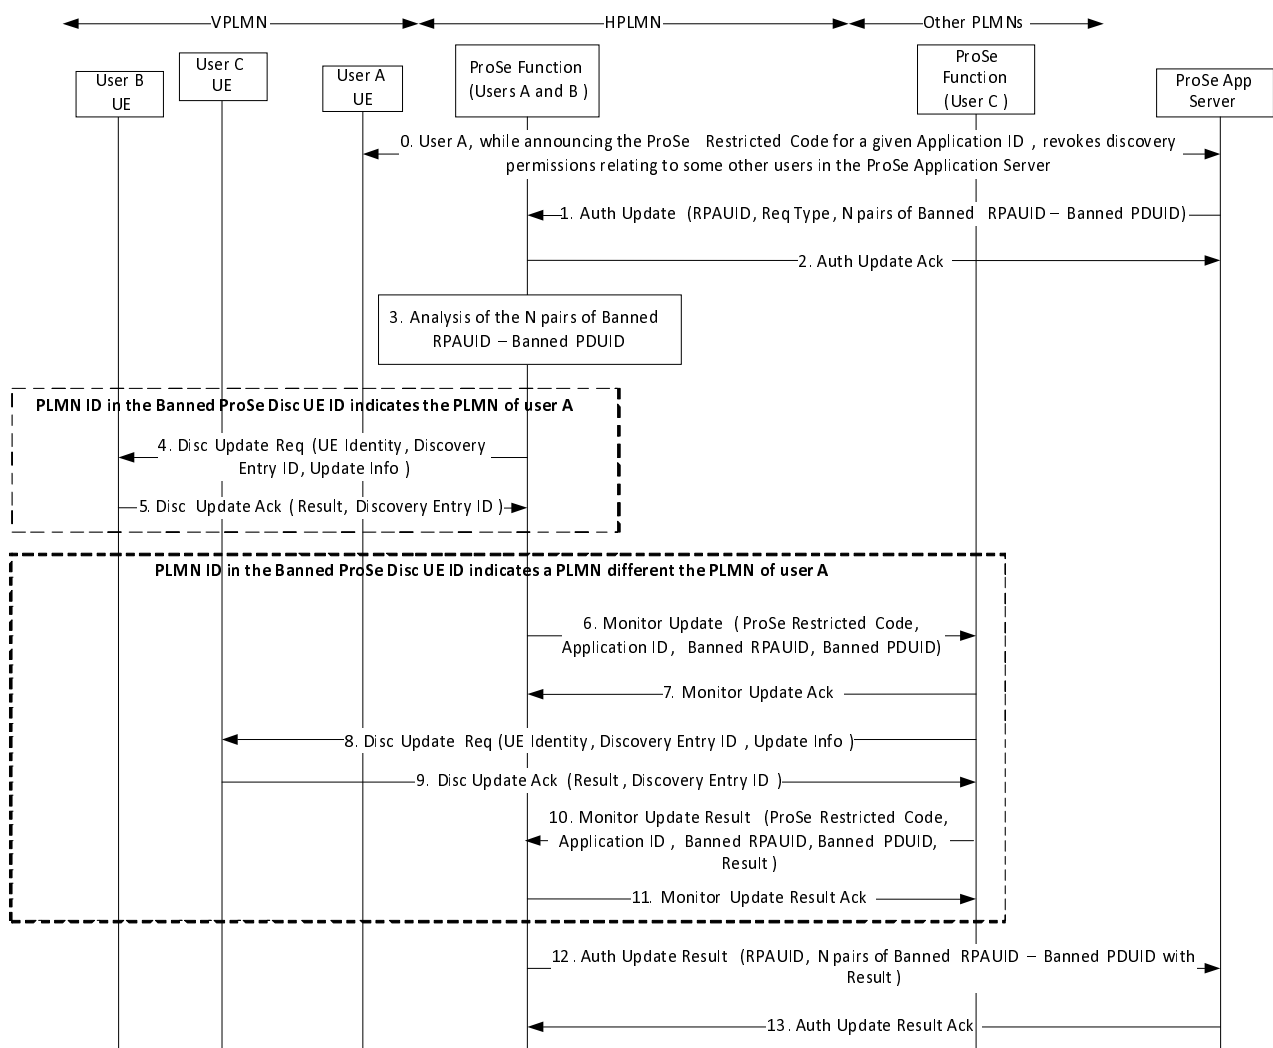 VPLMN HPLMN Other PLMNs
User B
UE
User C
UE
User A
UE
ProSe Function
(Users A and B )
ProSe
Function
(User C )
ProSe App
Server
0. User A, while announcing the ProSe Restricted Code for a given Application ID , revokes discovery
permissions relating to some other users in the ProSe Application Server
1. Auth Update (RPAUID, Req Type, N pairs of Banned RPAUID – Banned PDUID)
2. Auth Update Ack
3. Analysis of the N pairs of Banned
RPAUID – Banned PDUID
PLMN ID in the Banned ProSe Disc UE ID indicates the PLMN of user A
4. Disc Update Req (UE Identity, Discovery
Entry ID, Update Info )
5. Disc Update Ack ( Result, Discovery Entry ID )
PLMN ID in the Banned ProSe Disc UE ID indicates a PLMN different the PLMN of user A
6. Monitor Update ( ProSe Restricted Code,
Application ID, Banned RPAUID, Banned PDUID)
7. Monitor Update Ack
8. Disc Update Req (UE Identity, Discovery Entry ID , Update Info )
9. Disc Update Ack (Result, Discovery Entry ID )
10. Monitor Update Result (ProSe Restricted Code,
Application ID , Banned RPAUID, Banned PDUID,
Result )
11. Monitor Update Result Ack
12. Auth Update Result (RPAUID, N pairs of Banned RPAUID – Banned PDUID with
Result )
13. Auth Update Result Ack